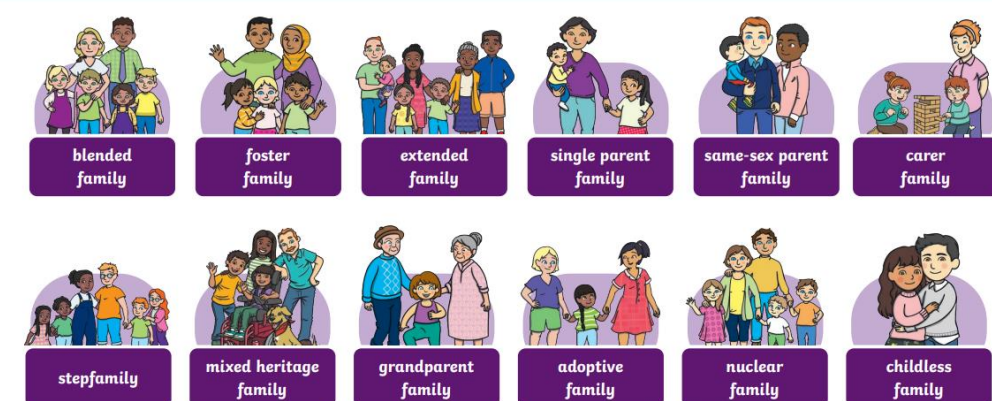 blended
family
foster
family
extended
family
single parent
family
same-sex parent
family
carer
family
stepfamily
mixed heritage
family
grandparent
family
adoptive
family
nuclear
family
childless
family